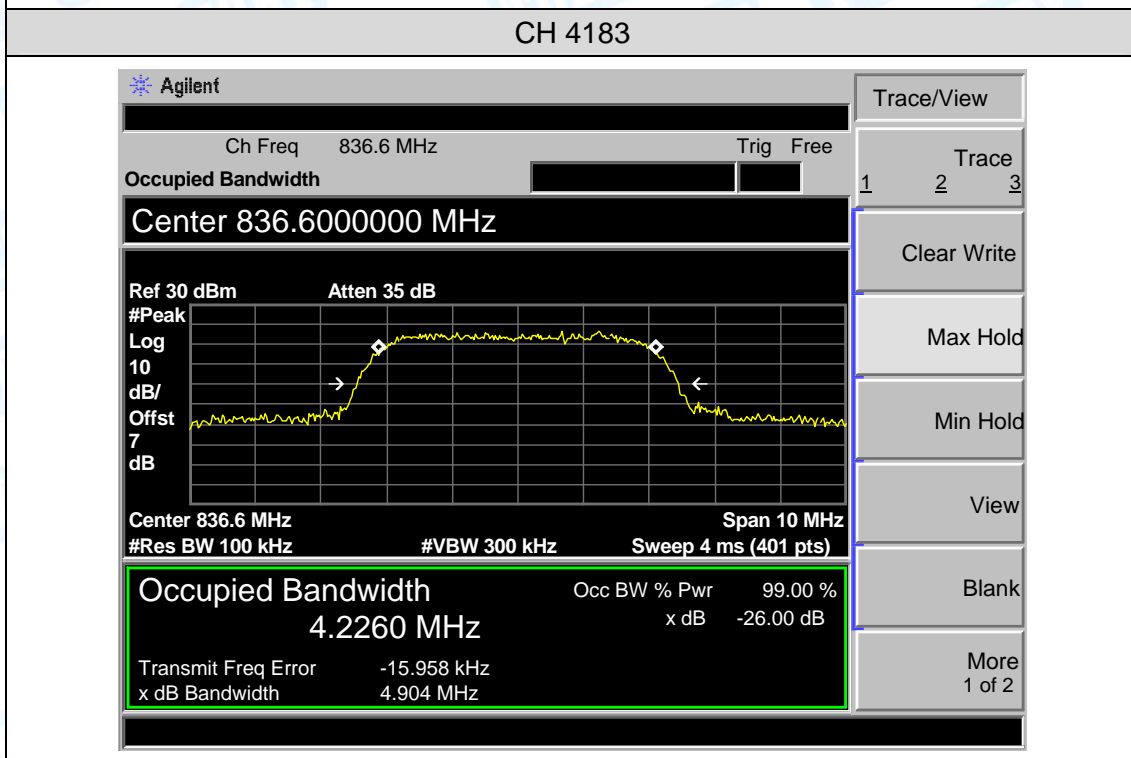 CH 4183
Agilent
Trace/View
Ch Freq 836.6 MHz Trig Free
Occupied Bandwidth
Center 836.6000000 MHz
Ref 30 dBm Atten 35 dB
#Peak
Log
10
dB/
Offst
7
dB
Center 836.6 MHz Span 10 MHz
#Res BW 100 kHz #VBW 300 kHz Sweep 4 ms (401 pts)
Occupied Bandwidth
4.2260 MHz
Occ BW % Pwr 99.00 %
x dB -26.00 dB
Transmit Freq Error -15.958 kHz
x dB Bandwidth 4.904 MHz
Trace
1 2 3
Clear Write
Max Hold
Min Hold
View
Blank
More
1 of 2